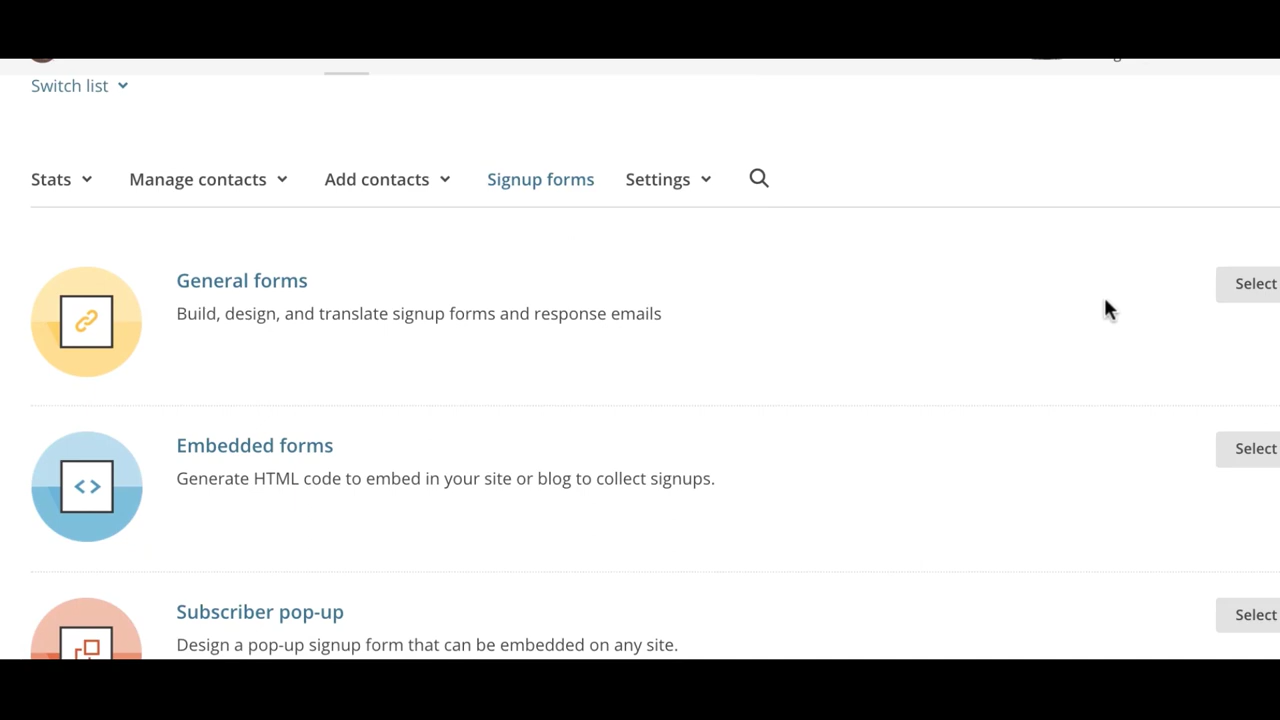 Switch list
Stats Manage contacts Add contacts Signup forms Settings
General forms
Select
Build, design, and translate signup forms and response emails
Embedded forms
Select
Generate HTML code to embed in your site or blog to collect signups.
Subscriber pop-up
Select
Design a pop-up signup form that can be embedded on any site.